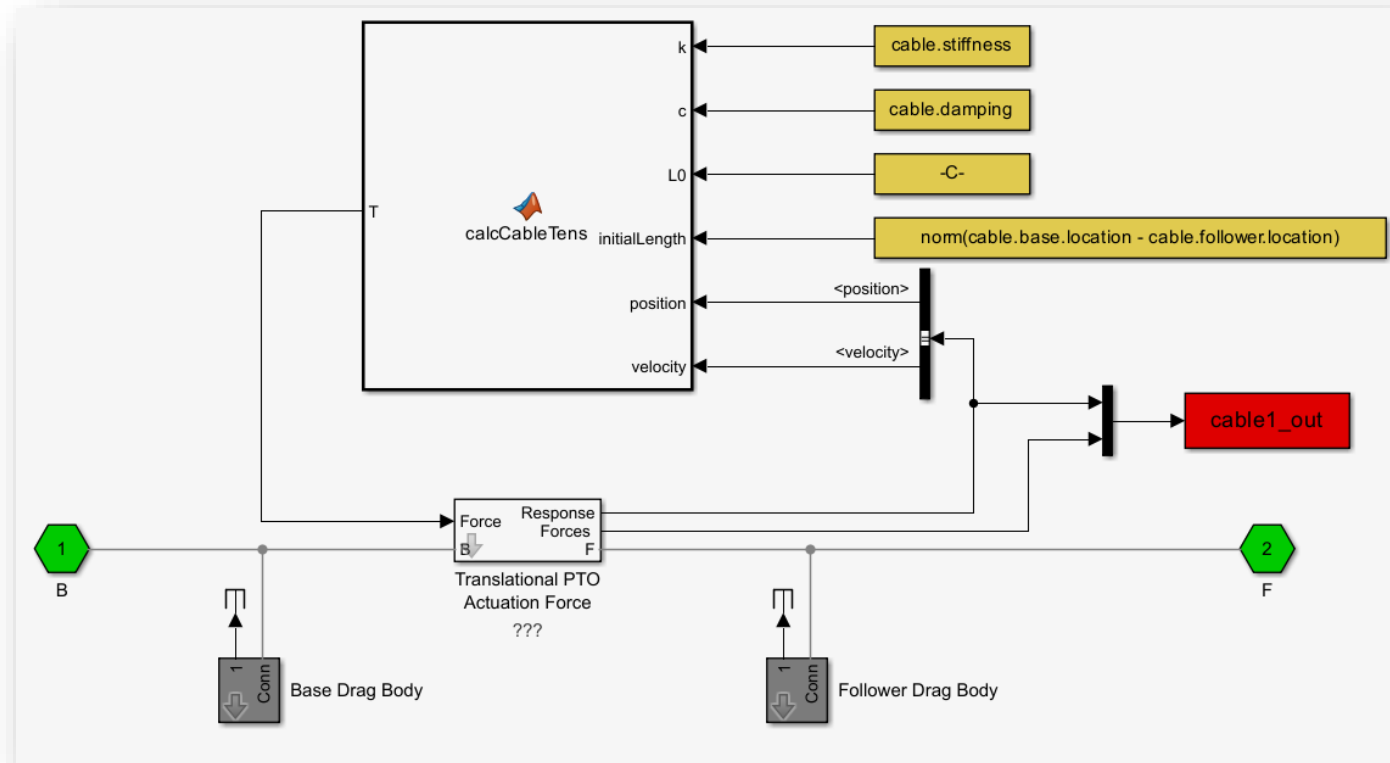 k
cable.stiffness
c
cable.damping
L0
-C-
T
calcCableTens
initialLength
norm(cable.base.location - cable.follower.location)
position
<position>
velocity
<velocity>
cable1_out
Force
Response
Forces
B
F
Translational PTO
Actuation Force
???
1
B
2
F
1
Conn
Base Drag Body
1
Conn
Follower Drag Body